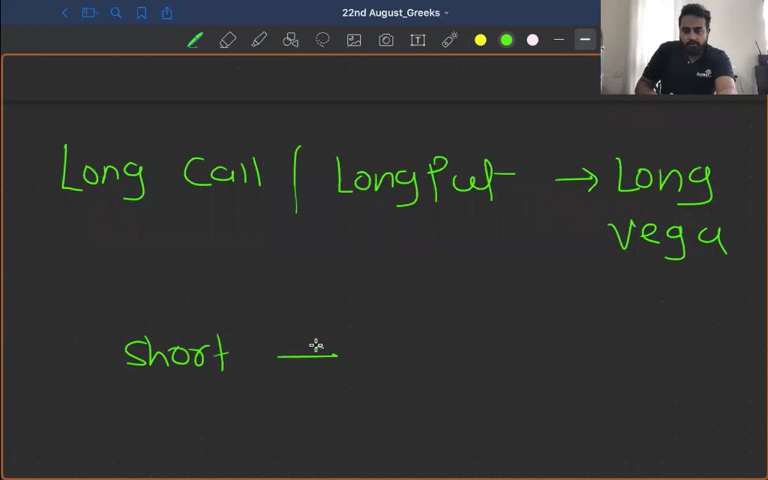 22nd August_Greeks
Long Call | Long Put → Long
vega
Short —